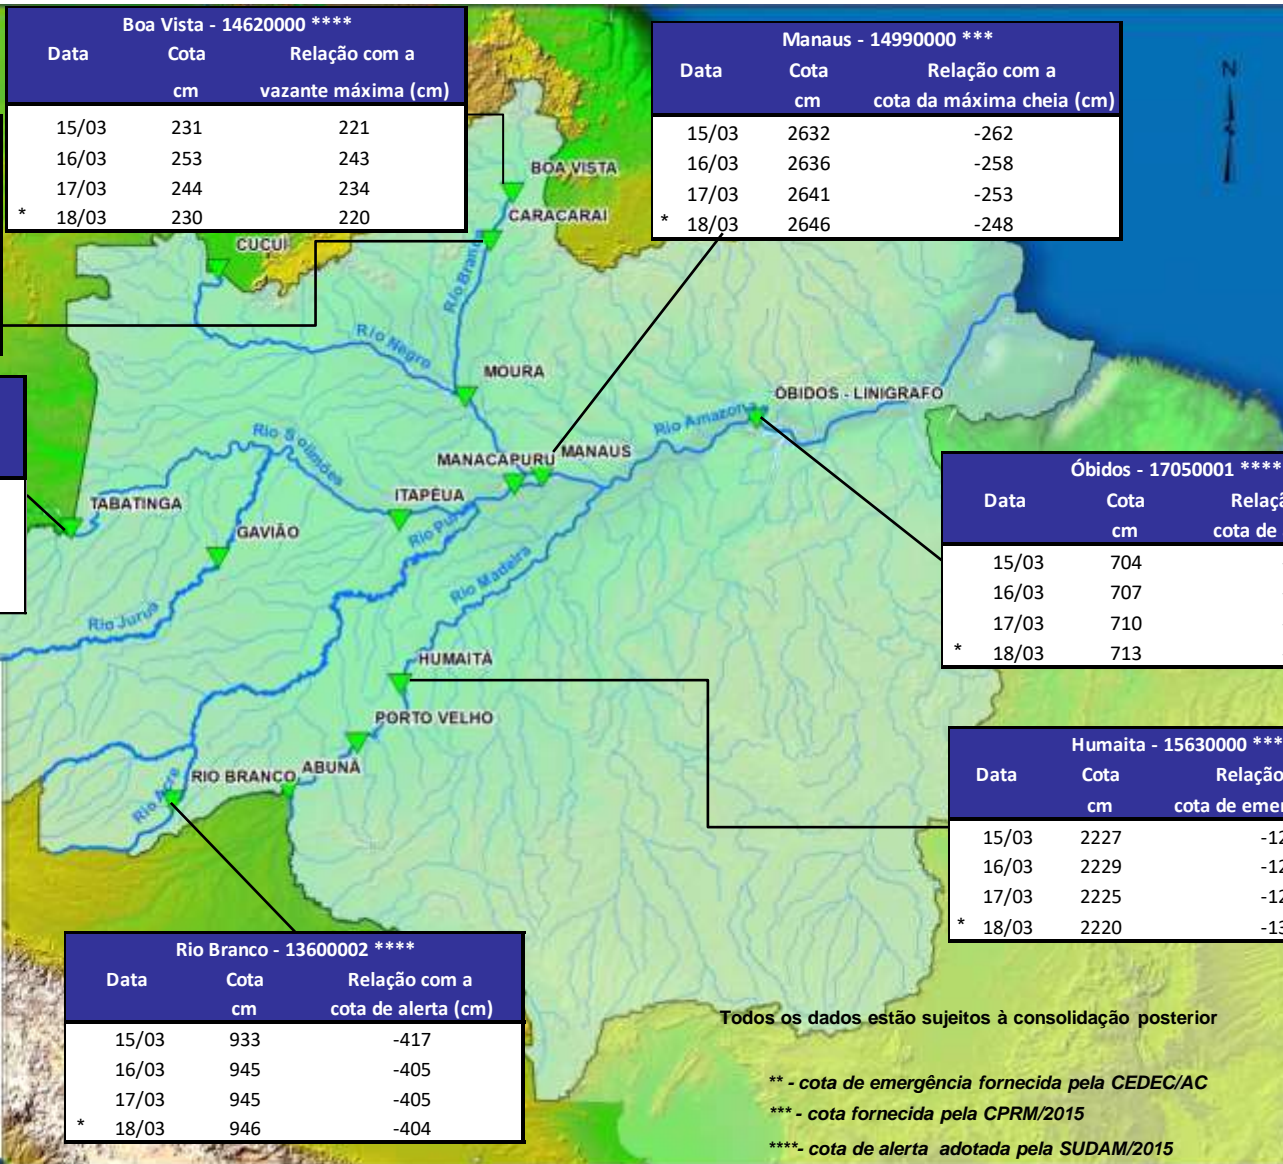 Boa Vista - 14620000 ****
Data Cota Relação com a
cm vazante máxima (cm)
15/03 231 221
16/03 253 243
17/03 244 234
* 18/03 230 220
Manaus - 14990000 ***
Data Cota Relação com a
cm cota da máxima cheia (cm)
15/03 2632 -262
16/03 2636 -258
17/03 2641 -253
* 18/03 2646 -248
N
BOA VISTA
CARACARAI
CUCUI
Rio Branco
Rio Negro
MOURA
ÓBIDOS - LINIGRAFO
Rio Amazona
Rio Solimões
MANACAPURU
MANAUS
ITAPEUA
TABATINGA
GAVIÃO
Rio Purus
Rio Madeira
Rio Juruá
Óbidos - 17050001 ****
Data Cota
cm cota de
15/03 704
16/03 707
17/03 710
* 18/03 713
HUMAITÁ
PORTO VELHO
ABUNÃ
RIO BRANCO
Rio Acre
Humaita - 15630000 ***
Data Cota Relação
cm
15/03 2227
16/03 2229
17/03 2225
* 18/03 2220
Rio Branco - 13600002 ****
Data Cota Relação com a
cm cota de alerta (cm)
15/03 933 -417
16/03 945 -405
17/03 945 -405
* 18/03 946 -404
Todos os dados estão sujeitos à consolidação posterior
** - cota de emergência fornecida pela CEDEC/AC
*** - cota fornecida pela CPRM/2015
****- cota de alerta adotada pela SUDAM/2015